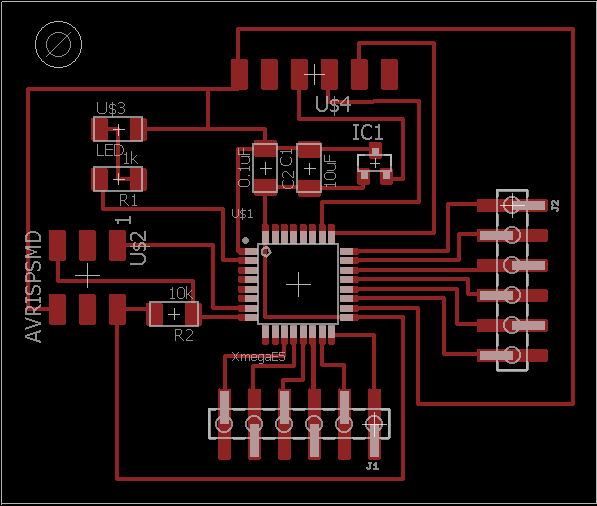 U$3
U$4
LED
1k
IC1
0.1uF
C2
C1
10uF
R1
U$1
J2
1
U$2
AVRISPSMD
10k
R2
XmegaE5
J1